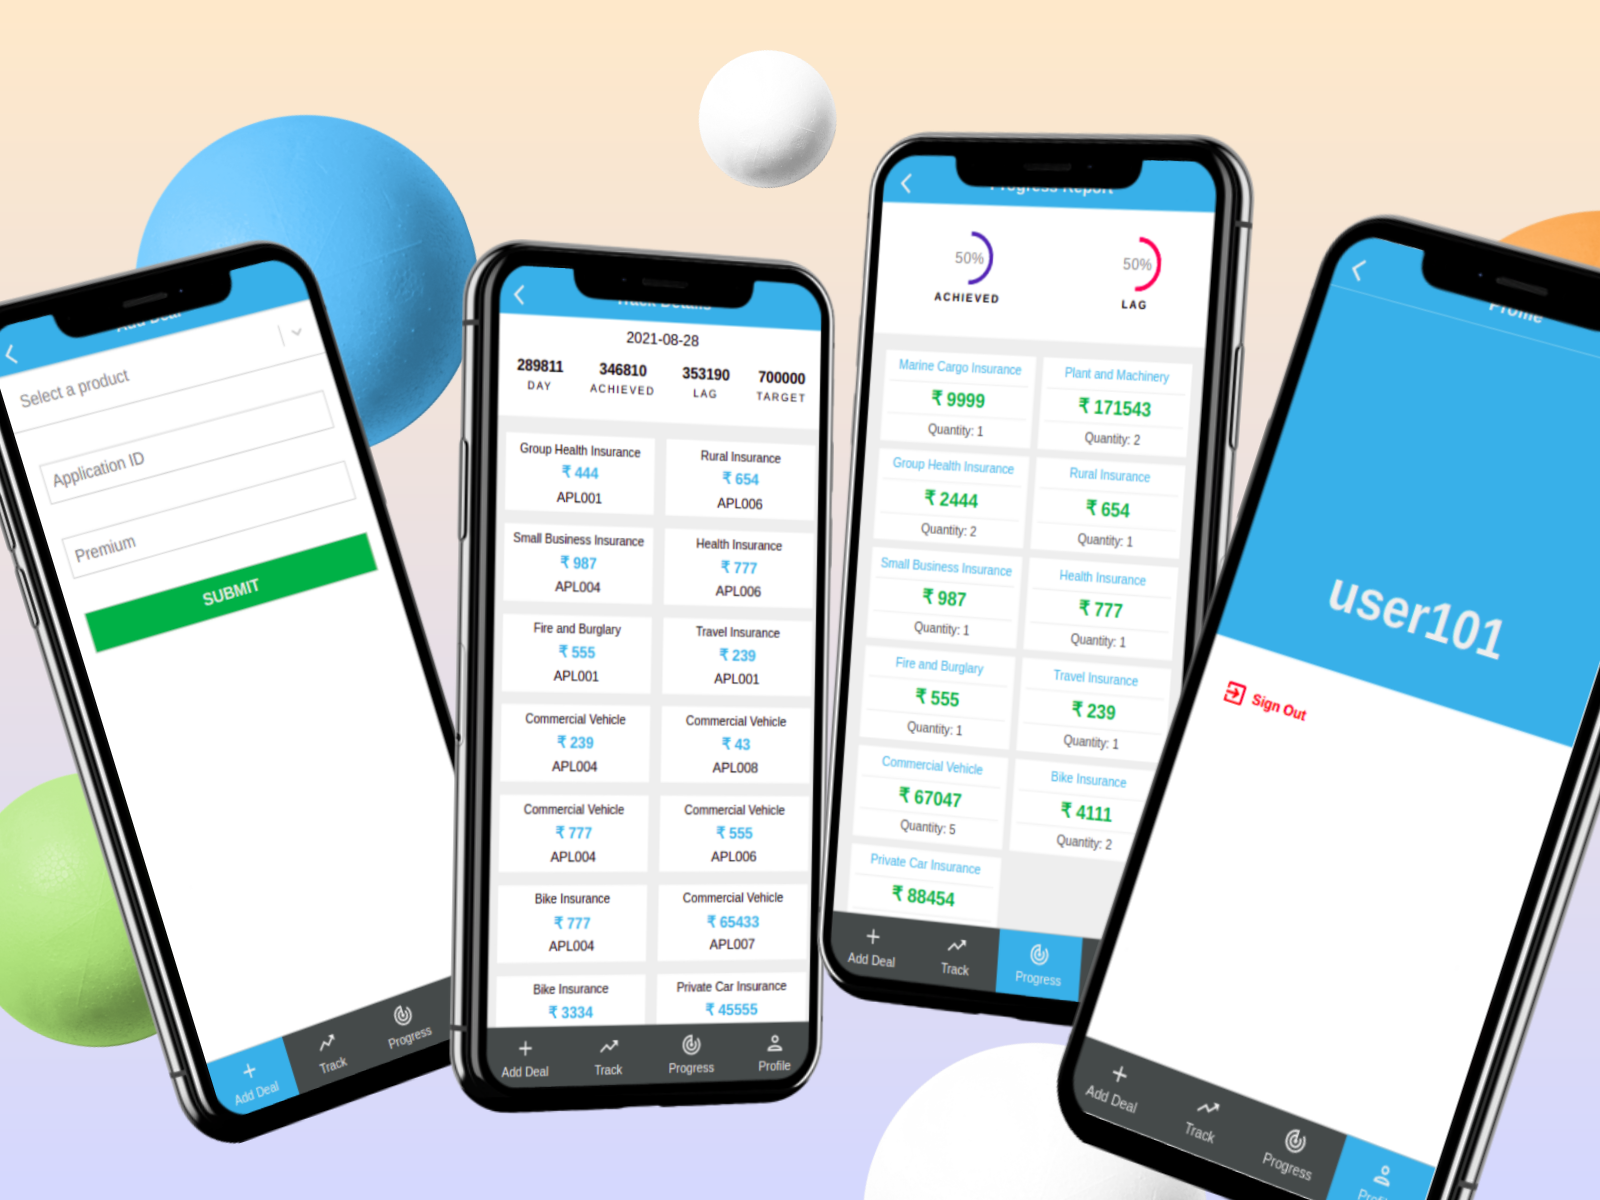 Add Deal
Select a product
Application ID
Premium
SUBMIT
Add Deal
Track
Progress
Track Details
2021-08-28
289811 346810 353190 700000
DAY ACHIEVED LAG TARGET
Group Health Insurance
₹ 444
APL001
Rural Insurance
₹ 654
APL006
Small Business Insurance
₹ 987
APL004
Health Insurance
₹ 777
APL006
Fire and Burglary
₹ 555
APL001
Travel Insurance
₹ 239
APL001
Commercial Vehicle
₹ 239
APL004
Commercial Vehicle
₹ 43
APL008
Commercial Vehicle
₹ 777
APL004
Commercial Vehicle
₹ 555
APL006
Bike Insurance
₹ 777
APL004
Commercial Vehicle
₹ 65433
APL007
Bike Insurance
₹ 3334
Private Car Insurance
₹ 45555
Add Deal
Track
Progress
Profile
Progress Report
50%
ACHIEVED
50%
LAG
Marine Cargo Insurance
₹ 9999
Quantity: 1
Plant and Machinery
₹ 171543
Quantity: 2
Group Health Insurance
₹ 2444
Quantity: 2
Rural Insurance
₹ 654
Quantity: 1
Small Business Insurance
₹ 987
Quantity: 1
Health Insurance
₹ 777
Quantity: 1
Fire and Burglary
₹ 555
Quantity: 1
Travel Insurance
₹ 239
Quantity: 1
Commercial Vehicle
₹ 67047
Quantity: 5
Bike Insurance
₹ 4111
Quantity: 2
Private Car Insurance
₹ 88454
Add Deal
Track
Progress
Profile
user101
Sign Out
Add Deal
Track
Progress
Profile